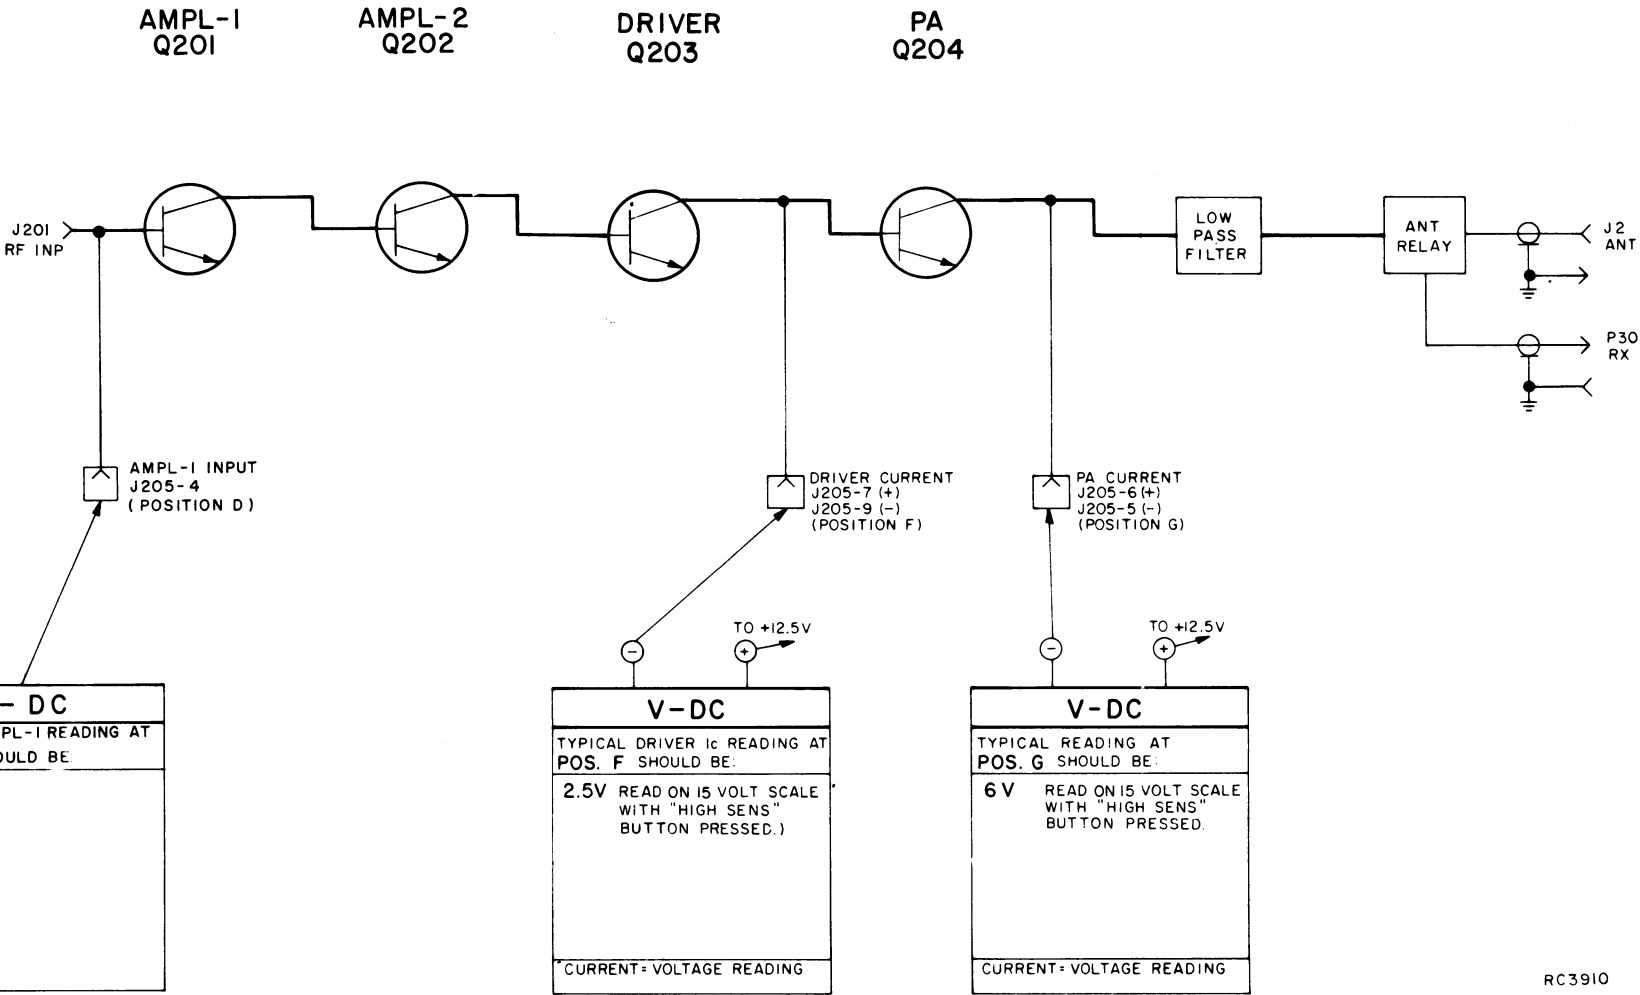 AMPL-1
Q201
AMPL-2
Q202
DRIVER
Q203
PA
Q204
J201
RF INP
LOW
PASS
FILTER
ANT
RELAY
J2
ANT
P30
RX
AMPL-1 INPUT
J205-4
(POSITION D)
DRIVER CURRENT
J205-7 (+)
J205-9 (-)
(POSITION F)
PA CURRENT
J205-6 (+)
J205-5 (-)
(POSITION G)
- DC
PL-1 READING AT
OULD BE:
-
+
TO +12.5V
V-DC
TYPICAL DRIVER Ic READING AT
POS. F SHOULD BE:
2.5V READ ON 15 VOLT SCALE
WITH "HIGH SENS"
BUTTON PRESSED.)
CURRENT = VOLTAGE READING
-
+
TO +12.5V
V-DC
TYPICAL READING AT
POS. G SHOULD BE:
6V READ ON 15 VOLT SCALE
WITH "HIGH SENS"
BUTTON PRESSED.
CURRENT = VOLTAGE READING
RC3910